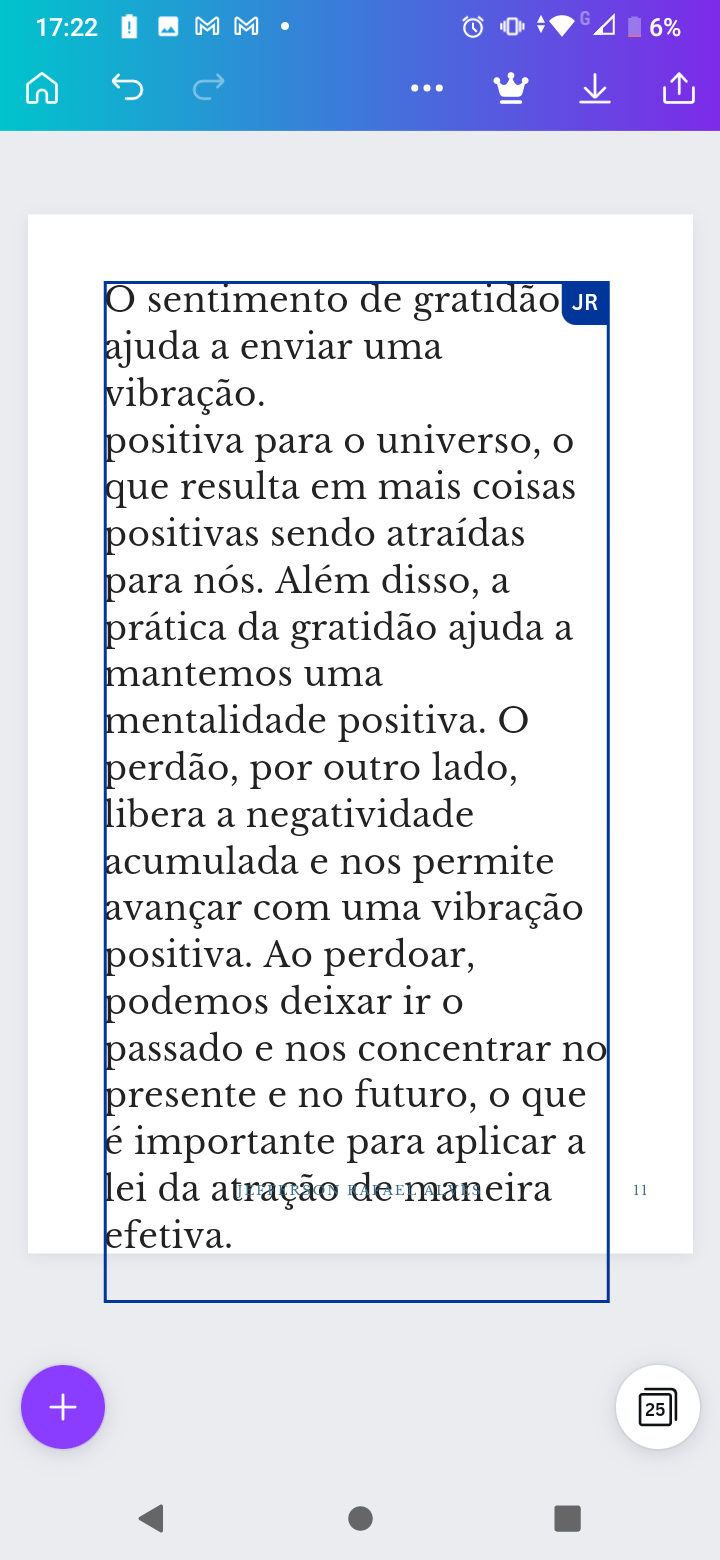 17:22
G
6%
O sentimento de gratidão
JR
ajuda a enviar uma
vibração.
positiva para o universo, o
que resulta em mais coisas
positivas sendo atraídas
para nós. Além disso, a
prática da gratidão ajuda a
mantemos uma
mentalidade positiva. O
perdão, por outro lado,
libera a negatividade
acumulada e nos permite
avançar com uma vibração
positiva. Ao perdoar,
podemos deixar ir o
passado e nos concentrar no
presente e no futuro, o que
é importante para aplicar a
lei da atração de maneira
JEFERSON RAFAEL ALVES
11
efetiva.
25